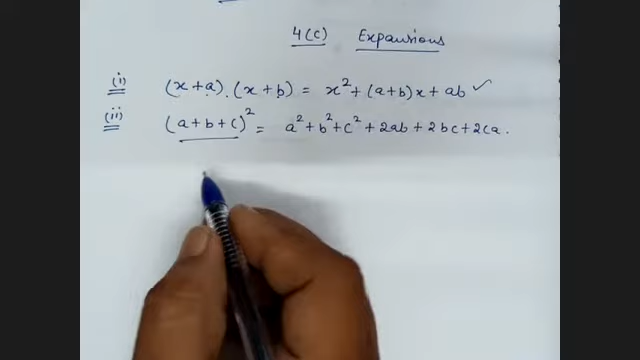 4(C) Expansions
(i) (x+a).(x+b) = x² + (a+b)x + ab ✓
(ii) (a+b+c)² = a² + b² + c² + 2ab + 2bc + 2ca.